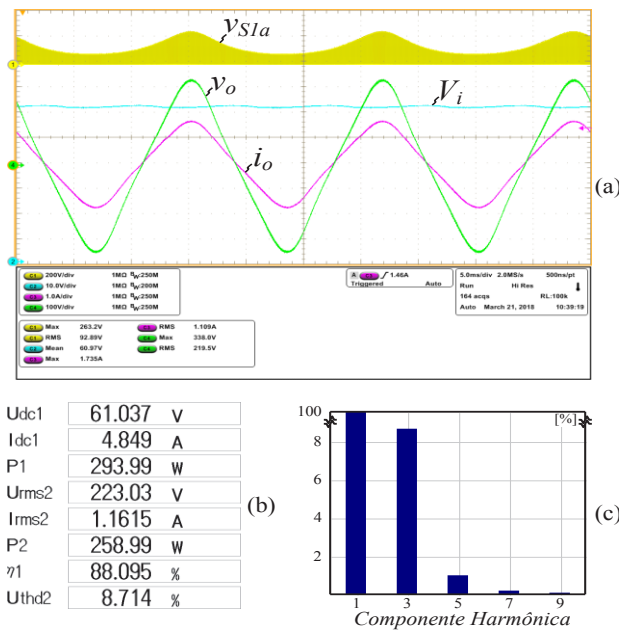 vS1a
vo
Vi
io
(a)
1
4
2
C1 200V/div 1MΩ BW:250M
C2 10.0V/div 1MΩ BW:200M
C3 1.0A/div 1MΩ BW:250M
C4 100V/div 1MΩ BW:250M
A C3 1.46A
Triggered Auto
5.0ms/div 2.0MS/s 500ns/pt
Run Hi Res
164 acqs RL:100k
Auto March 21, 2018 10:39:19
C1 Max 263.2V C3 RMS 1.109A
C1 RMS 92.89V C4 Max 338.0V
C2 Mean 60.97V C4 RMS 219.5V
C3 Max 1.735A
Udc1 61.037 V
Idc1 4.849 A
P1 293.99 W
Urms2 223.03 V
Irms2 1.1615 A
P2 258.99 W
η1 88.095 %
Uthd2 8.714 %
(b)
100
[%]
8
6
4
2
1 3 5 7 9
Componente Harmônica
(c)